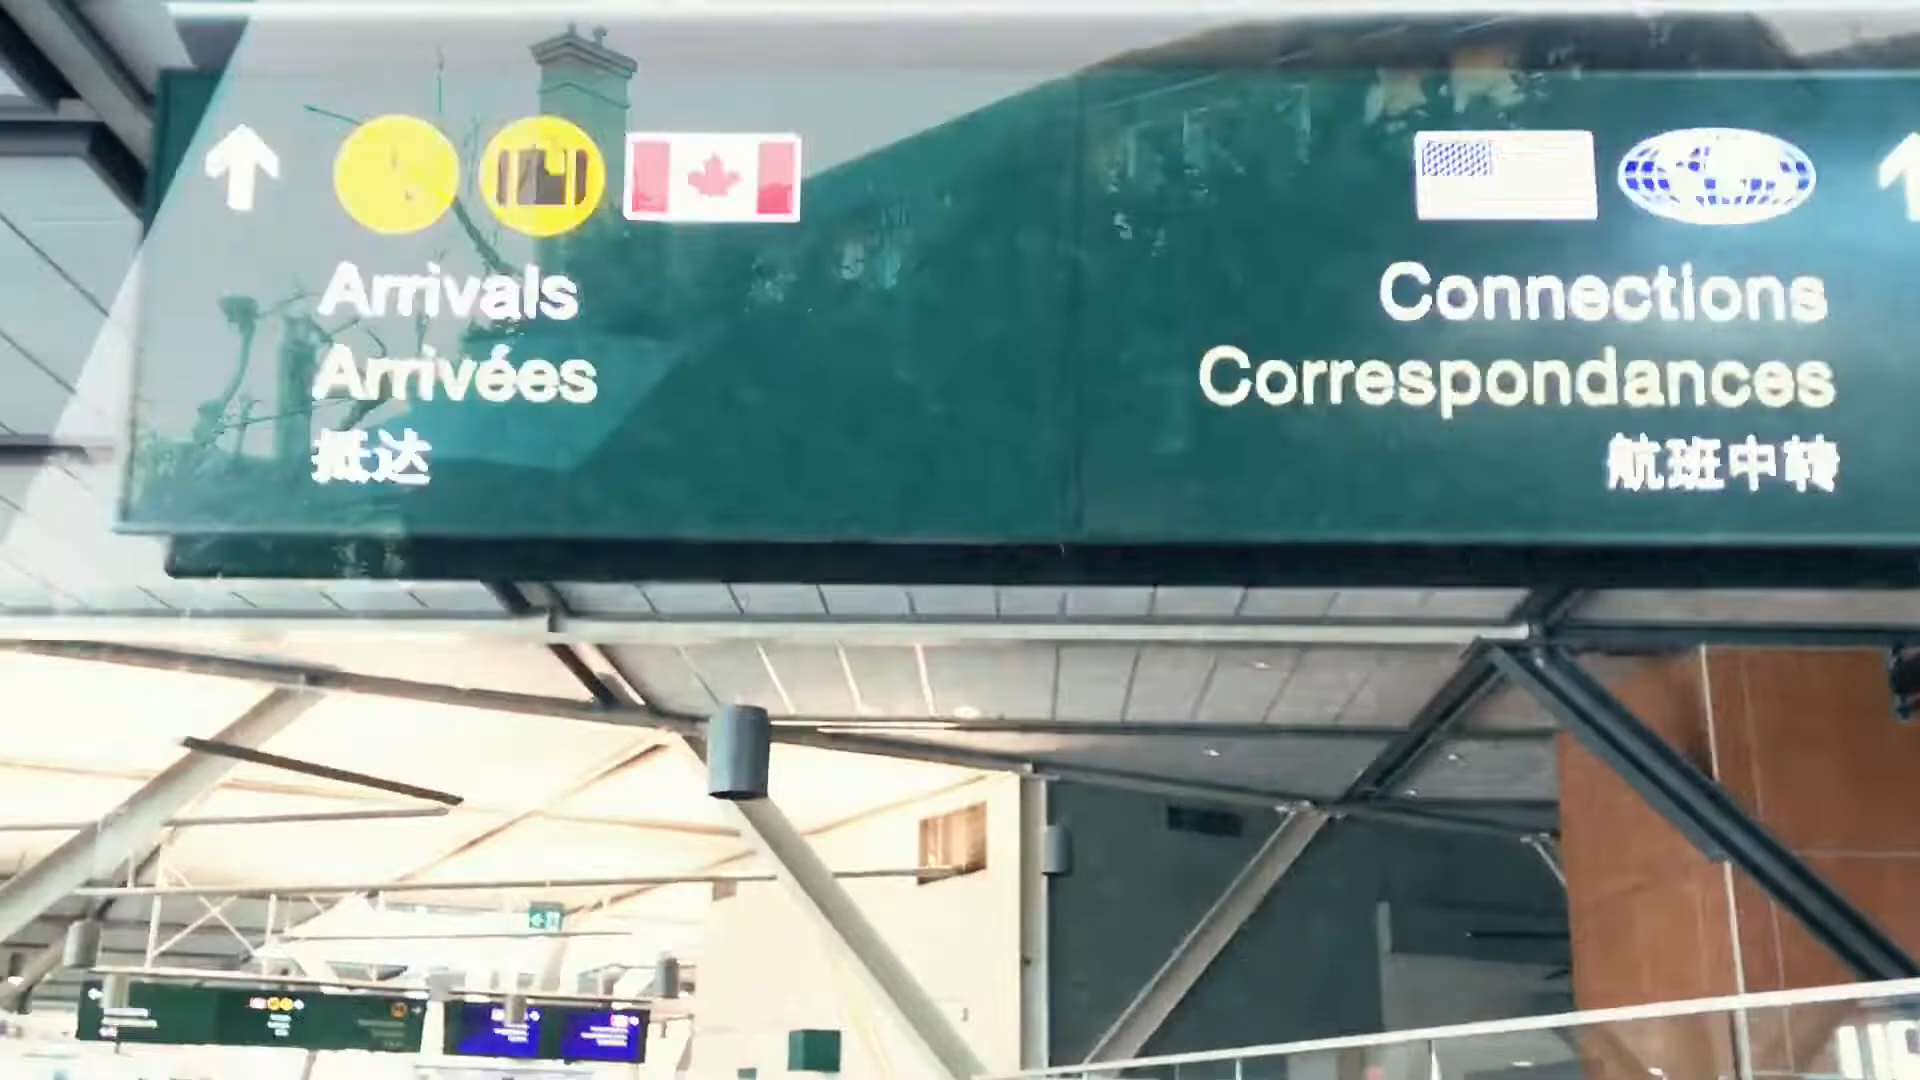 Arrivals
Arrivées
抵达
Connections
Correspondances
航班中转